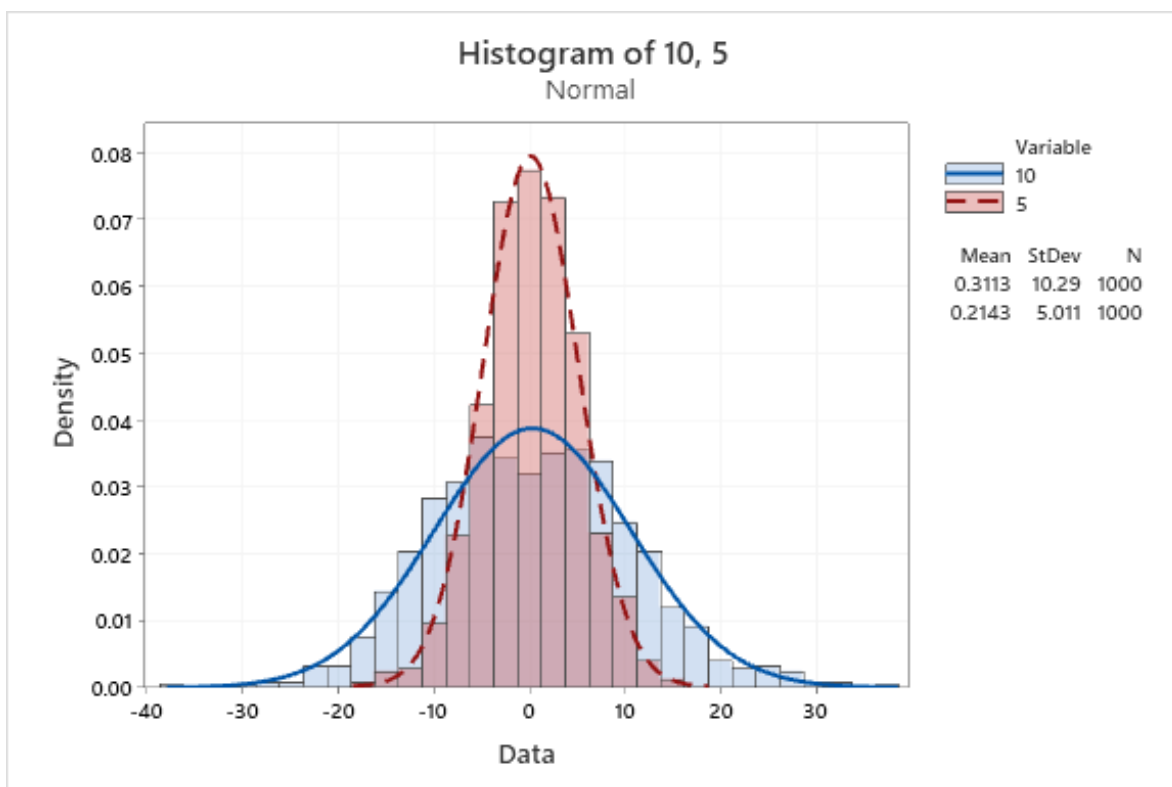 Histogram of 10, 5
Normal
0.08
0.07
0.06
0.05
0.04
0.03
0.02
0.01
0.00
Density
-40 -30 -20 -10 0 10 20 30
Data
Variable
10
5
Mean StDev N
0.3113 10.29 1000
0.2143 5.011 1000